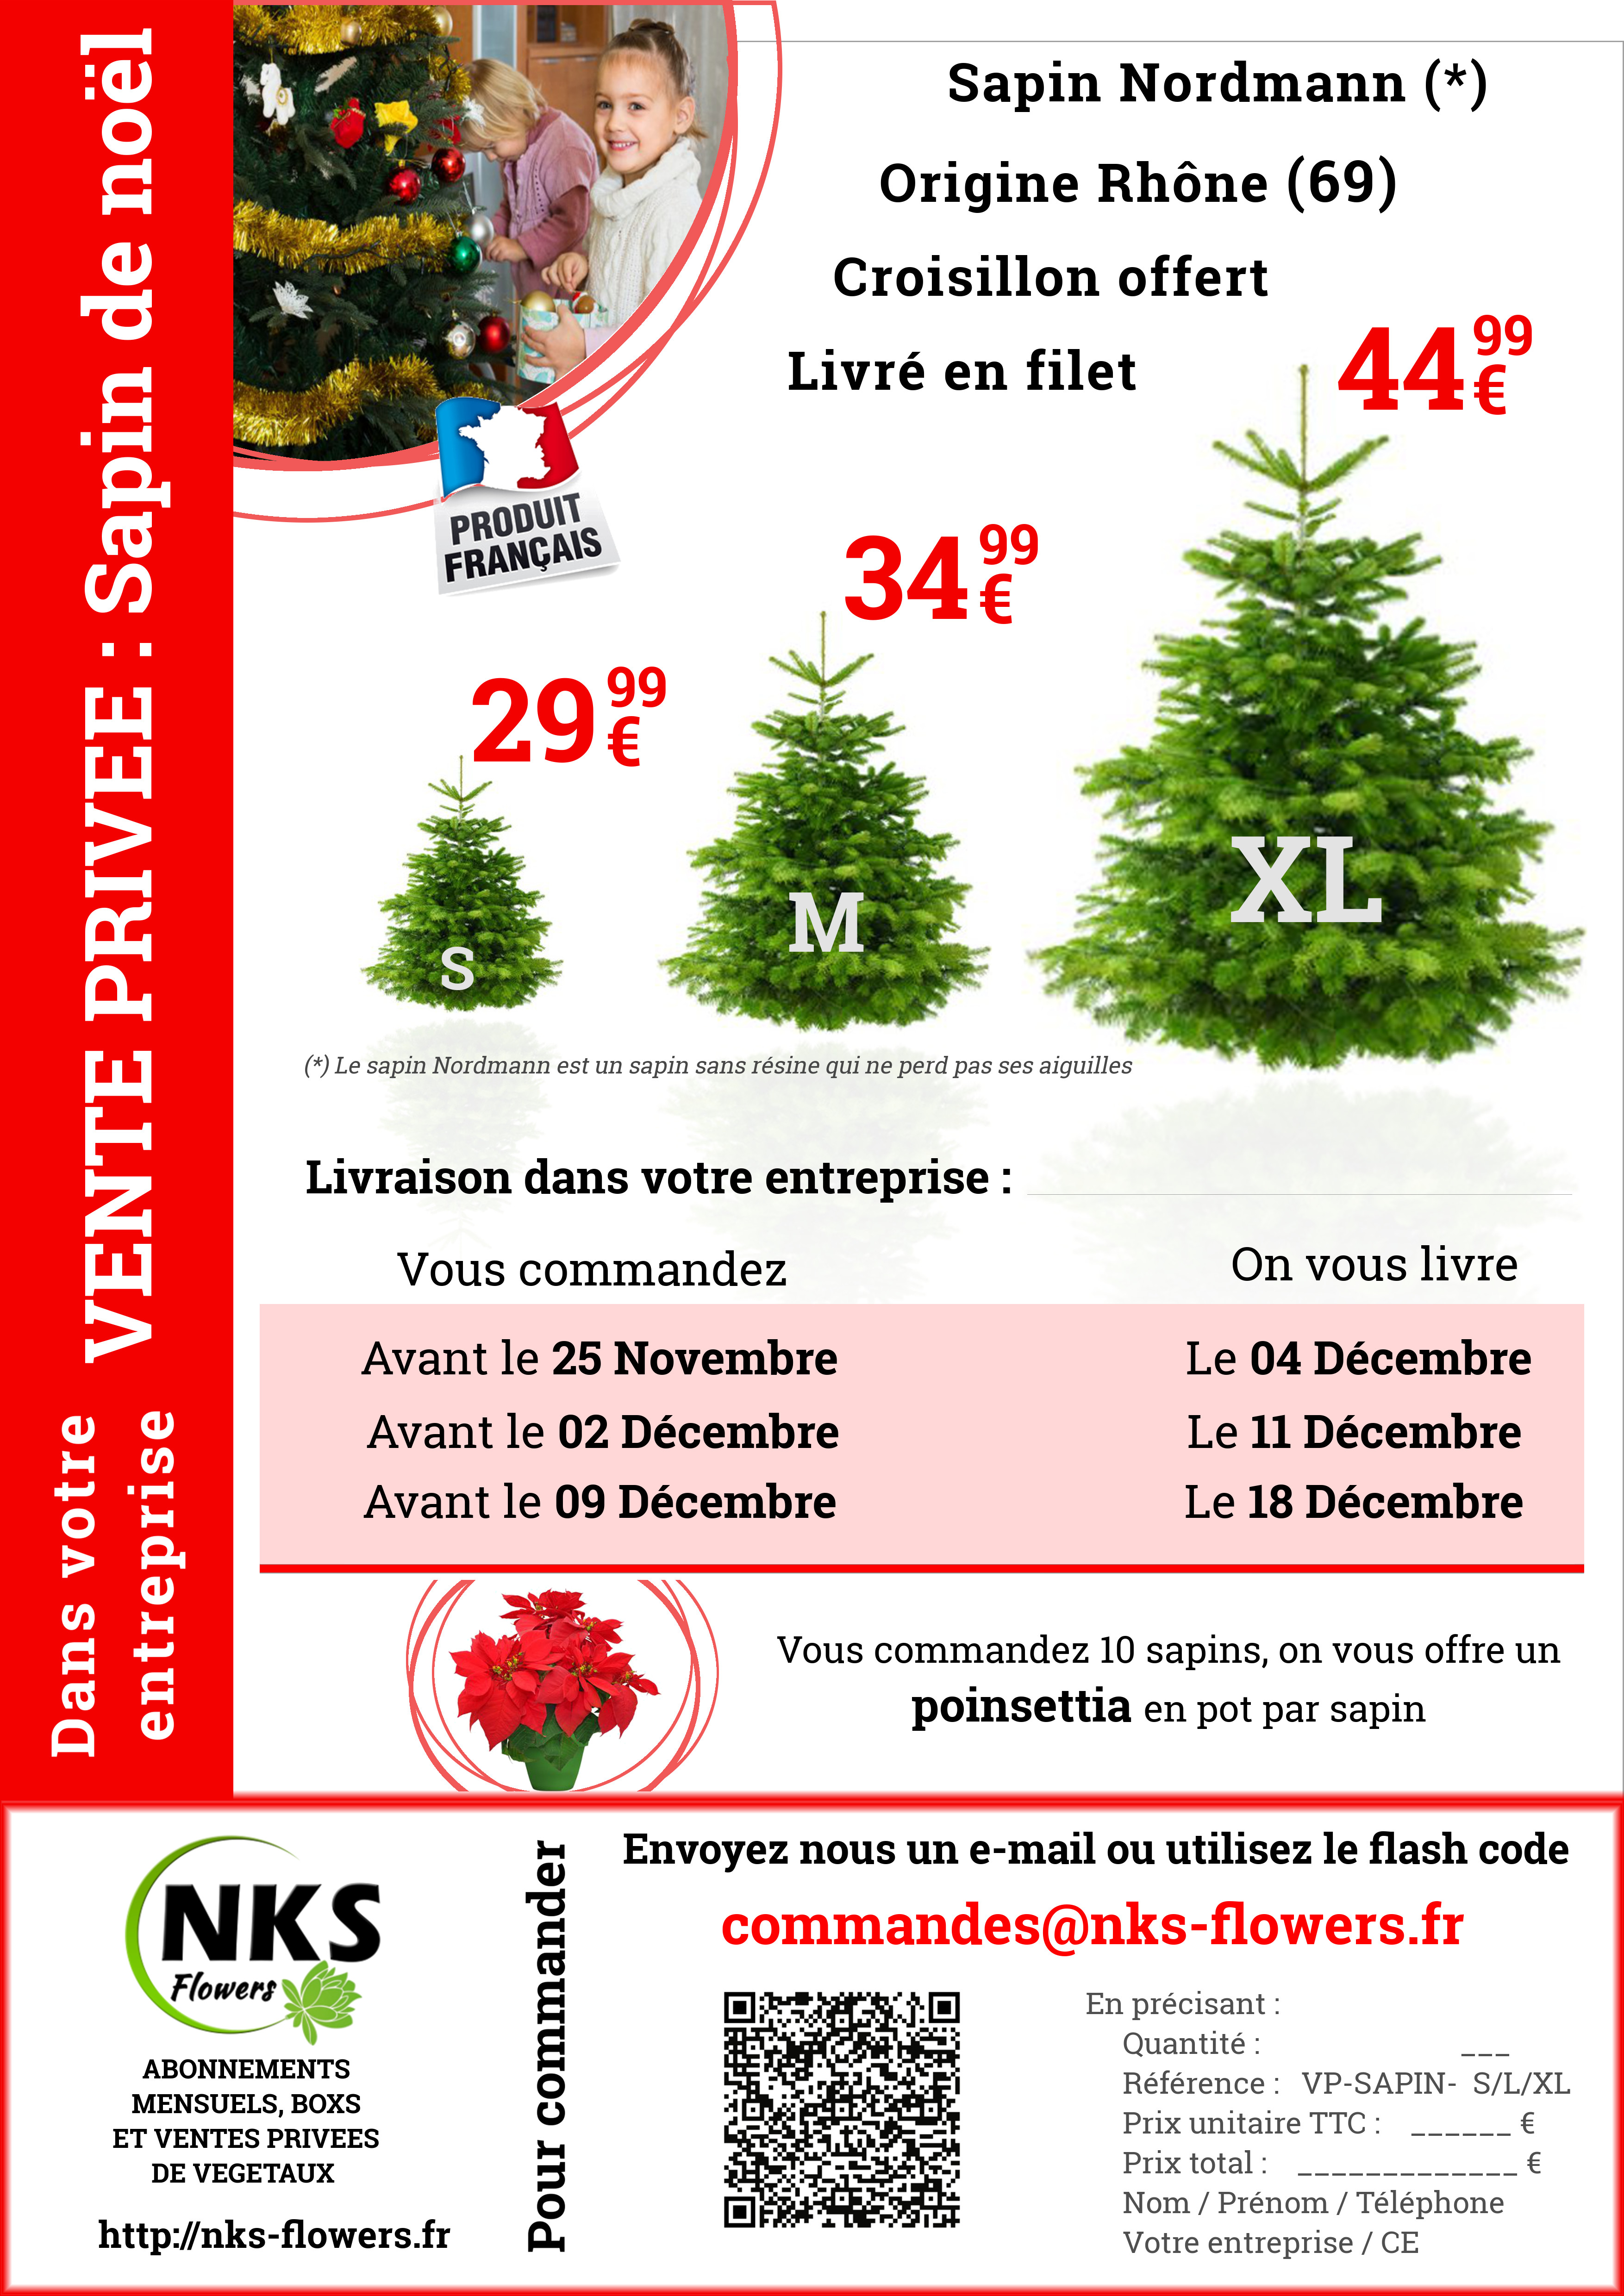 Dans votre
entreprise
VENTE PRIVEE : Sapin de noël
Sapin Nordmann (*)
Origine Rhône (69)
Croisillon offert
Livré en filet
PRODUIT
FRANÇAIS
29 99 €
34 99 €
44 99 €
S
M
XL
(*) Le sapin Nordmann est un sapin sans résine qui ne perd pas ses aiguilles
Livraison dans votre entreprise :
Vous commandez On vous livre
Avant le 25 Novembre Le 04 Décembre
Avant le 02 Décembre Le 11 Décembre
Avant le 09 Décembre Le 18 Décembre
Vous commandez 10 sapins, on vous offre un
poinsettia en pot par sapin
NKS
Flowers
ABONNEMENTS
MENSUELS, BOXS
ET VENTES PRIVEES
DE VEGETAUX
http://nks-flowers.fr
Pour commander
Envoyez nous un e-mail ou utilisez le flash code
commandes@nks-flowers.fr
En précisant :
Quantité : ___
Référence : VP-SAPIN- S/L/XL
Prix unitaire TTC : ______ €
Prix total : _____________ €
Nom / Prénom / Téléphone
Votre entreprise / CE